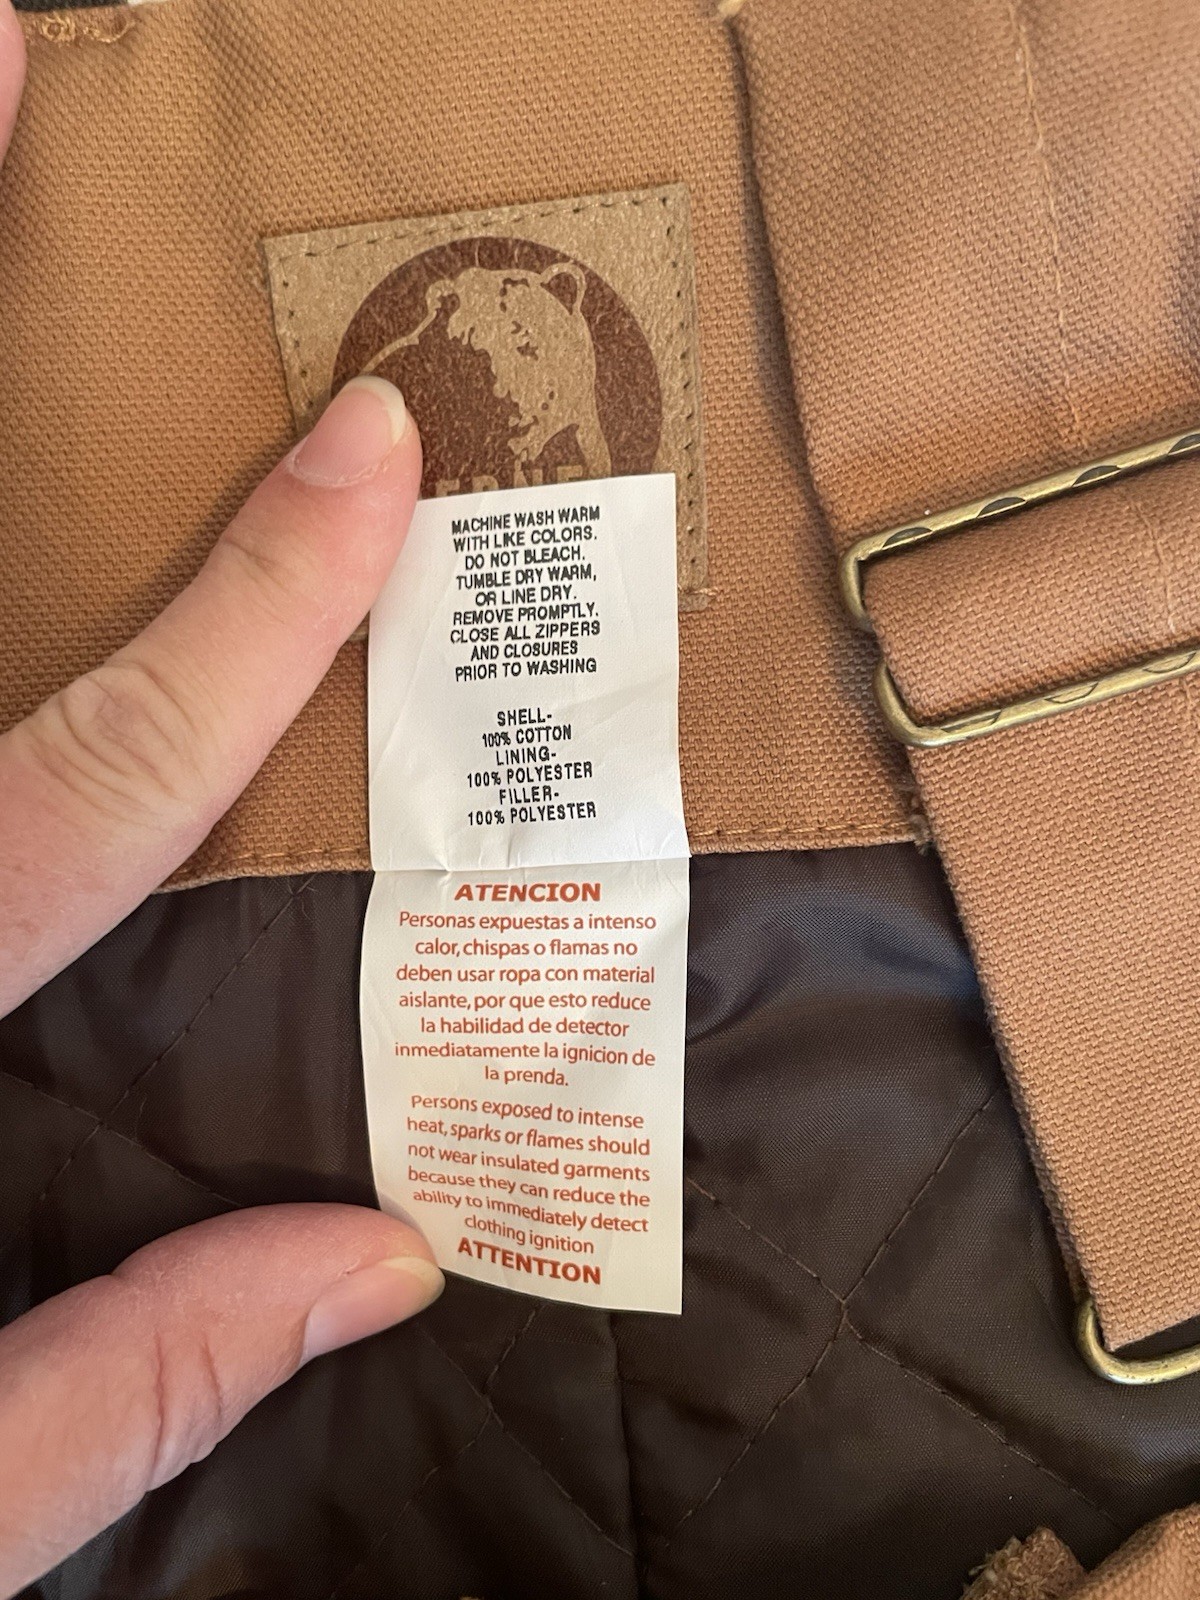 MACHINE WASH WARM
WITH LIKE COLORS.
DO NOT BLEACH.
TUMBLE DRY WARM,
OR LINE DRY.
REMOVE PROMPTLY.
CLOSE ALL ZIPPERS
AND CLOSURES
PRIOR TO WASHING
SHELL-
100% COTTON
LINING-
100% POLYESTER
FILLER-
100% POLYESTER
ATENCION
Personas expuestas a intenso
calor, chispas o flamas no
deben usar ropa con material
aislante, por que esto reduce
la habilidad de detector
inmediatamente la ignicion de
la prenda.
Persons exposed to intense
heat, sparks or flames should
not wear insulated garments
because they can reduce the
ability to immediately detect
clothing ignition
ATTENTION